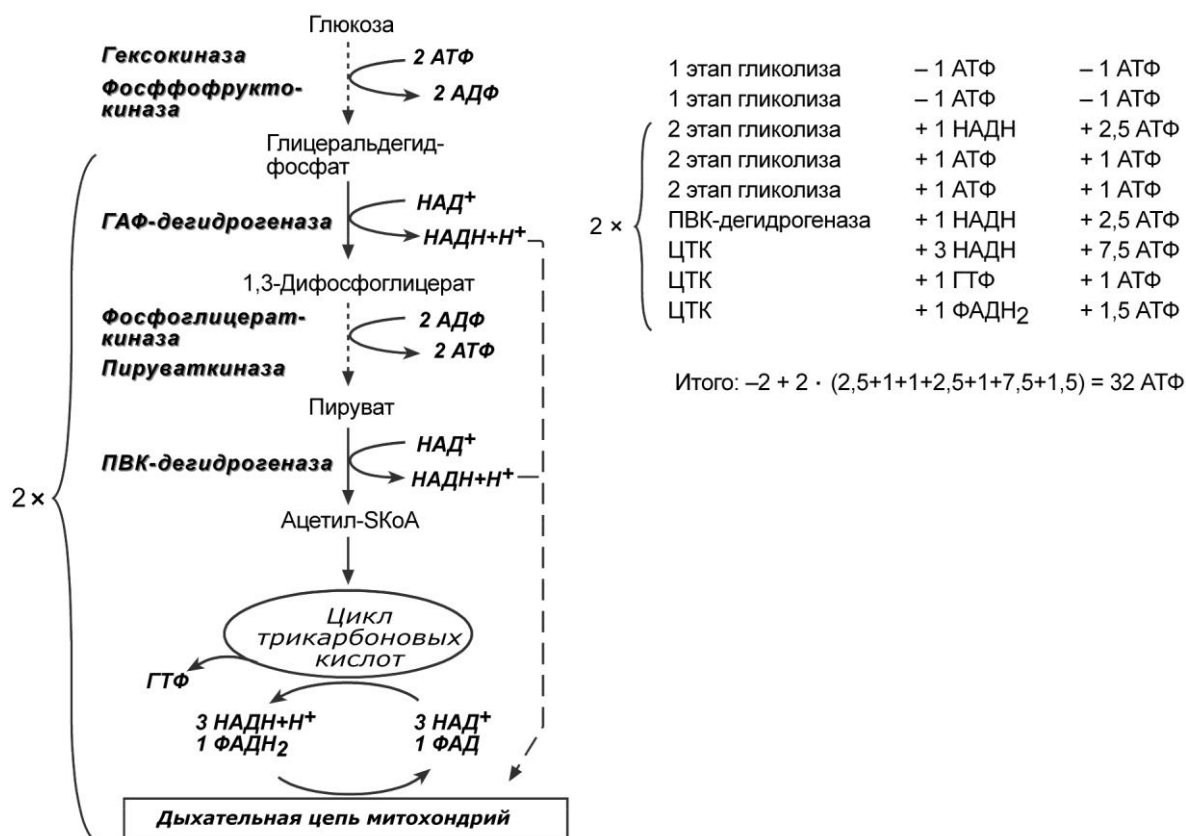 Глюкоза
Гексокиназа
Фосффофрукто-
киназа
2 АТФ
2 АДФ
Глицеральдегид-
фосфат
ГАФ-дегидрогеназа
НАД+
НАДН+Н+
1,3-Дифосфоглицерат
Фосфоглицерат-
киназа
Пируваткиназа
2 АДФ
2 АТФ
Пируват
ПВК-дегидрогеназа
НАД+
НАДН+Н+
2 ×
Ацетил-SКоА
Цикл
трикарбоновых
кислот
ГТФ
3 НАДН+Н+
1 ФАДН2
3 НАД+
1 ФАД
Дыхательная цепь митохондрий
1 этап гликолиза – 1 АТФ – 1 АТФ
1 этап гликолиза – 1 АТФ – 1 АТФ
2 этап гликолиза + 1 НАДН + 2,5 АТФ
2 этап гликолиза + 1 АТФ + 1 АТФ
2 этап гликолиза + 1 АТФ + 1 АТФ
2 ×
ПВК-дегидрогеназа + 1 НАДН + 2,5 АТФ
ЦТК + 3 НАДН + 7,5 АТФ
ЦТК + 1 ГТФ + 1 АТФ
ЦТК + 1 ФАДН2 + 1,5 АТФ
Итого: –2 + 2 · (2,5+1+1+2,5+1+7,5+1,5) = 32 АТФ